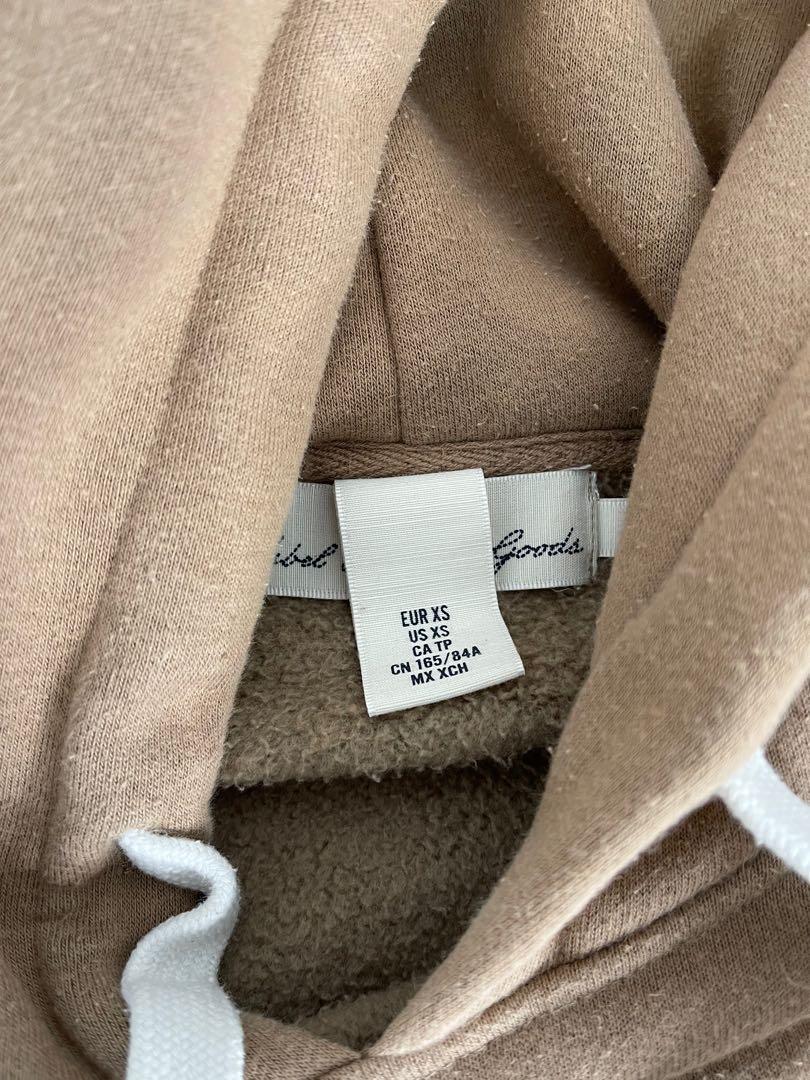 Goods
EUR XS
US XS
CA TP
CN 165/84A
MX XCH